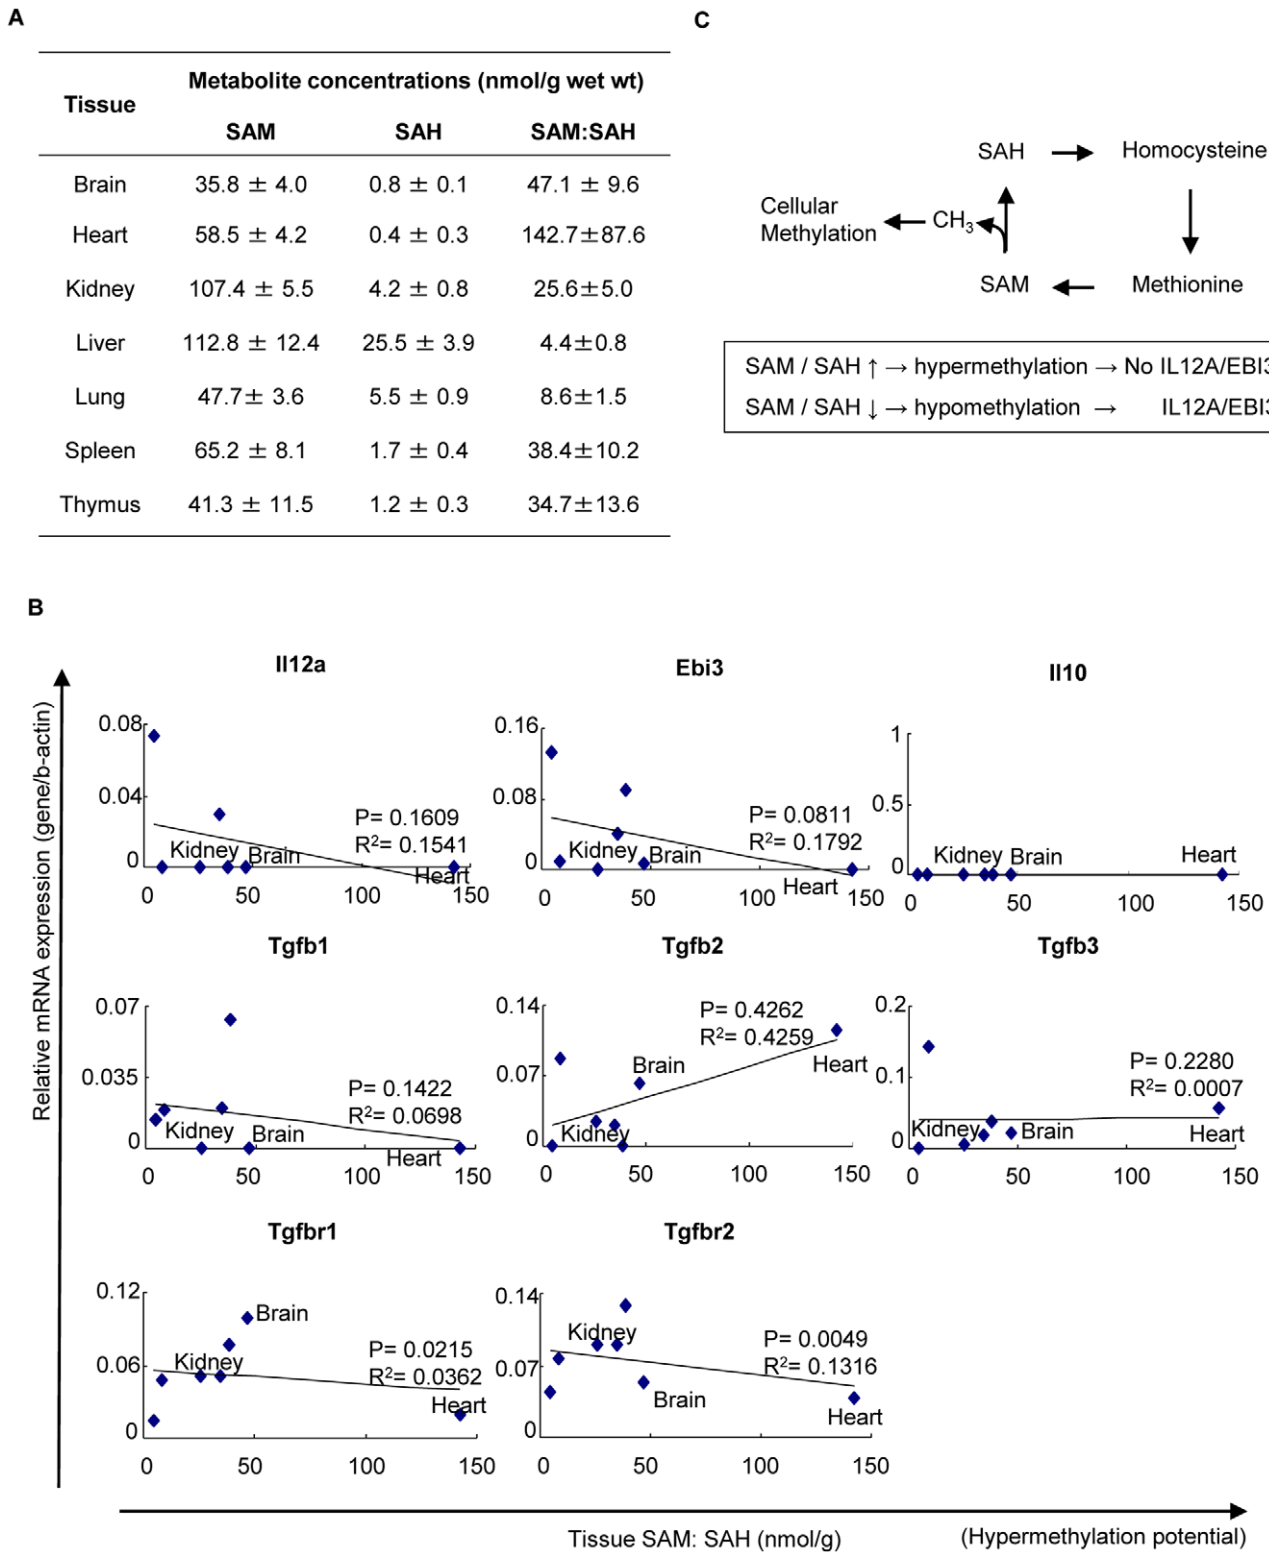 A
Metabolite concentrations (nmol/g wet wt)
Tissue
SAM SAH SAM:SAH
Brain 35.8 ± 4.0 0.8 ± 0.1 47.1 ± 9.6
Heart 58.5 ± 4.2 0.4 ± 0.3 142.7±87.6
Kidney 107.4 ± 5.5 4.2 ± 0.8 25.6±5.0
Liver 112.8 ± 12.4 25.5 ± 3.9 4.4±0.8
Lung 47.7± 3.6 5.5 ± 0.9 8.6±1.5
Spleen 65.2 ± 8.1 1.7 ± 0.4 38.4±10.2
Thymus 41.3 ± 11.5 1.2 ± 0.3 34.7±13.6
C
SAH → Homocysteine
Cellular
Methylation
CH3
SAM ← Methionine
SAM / SAH ↑ → hypermethylation → No IL12A/EBI3
SAM / SAH ↓ → hypomethylation → IL12A/EBI3
B
Relative mRNA expression (gene/b-actin)
Il12a
0.08
0.04
0
P= 0.1609
R²= 0.1541
Kidney Brain
Heart
0 50 100 150
Ebi3
0.16
0.08
0
P= 0.0811
R²= 0.1792
Kidney Brain
Heart
0 50 100 150
Il10
1
0.5
0
Kidney Brain Heart
0 50 100 150
Tgfb1
0.07
0.035
0
P= 0.1422
R²= 0.0698
Kidney Brain
Heart
0 50 100 150
Tgfb2
0.14
0.07
0
P= 0.4262
R²= 0.4259
Brain
Heart
Kidney
0 50 100 150
Tgfb3
0.2
0.1
0
P= 0.2280
R²= 0.0007
Kidney Brain Heart
0 50 100 150
Tgfbr1
0.12
0.06
0
Brain
P= 0.0215
R²= 0.0362
Kidney
Heart
0 50 100 150
Tgfbr2
0.14
0.07
0
Kidney
P= 0.0049
R²= 0.1316
Brain
Heart
0 50 100 150
Tissue SAM: SAH (nmol/g) (Hypermethylation potential)